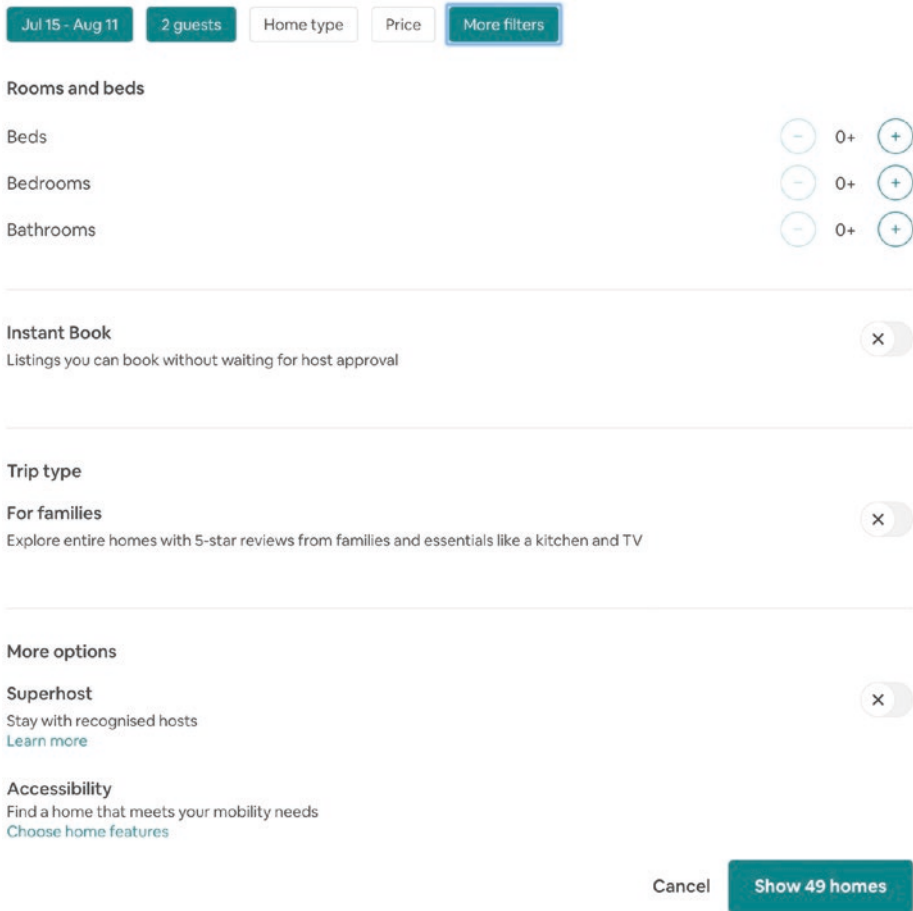 Jul 15 - Aug 11 2 guests Home type Price More filters
Rooms and beds
Beds - 0+ +
Bedrooms - 0+ +
Bathrooms - 0+ +
Instant Book
Listings you can book without waiting for host approval
Trip type
For families
Explore entire homes with 5-star reviews from families and essentials like a kitchen and TV
More options
Superhost
Stay with recognised hosts
Learn more
Accessibility
Find a home that meets your mobility needs
Choose home features
Cancel Show 49 homes